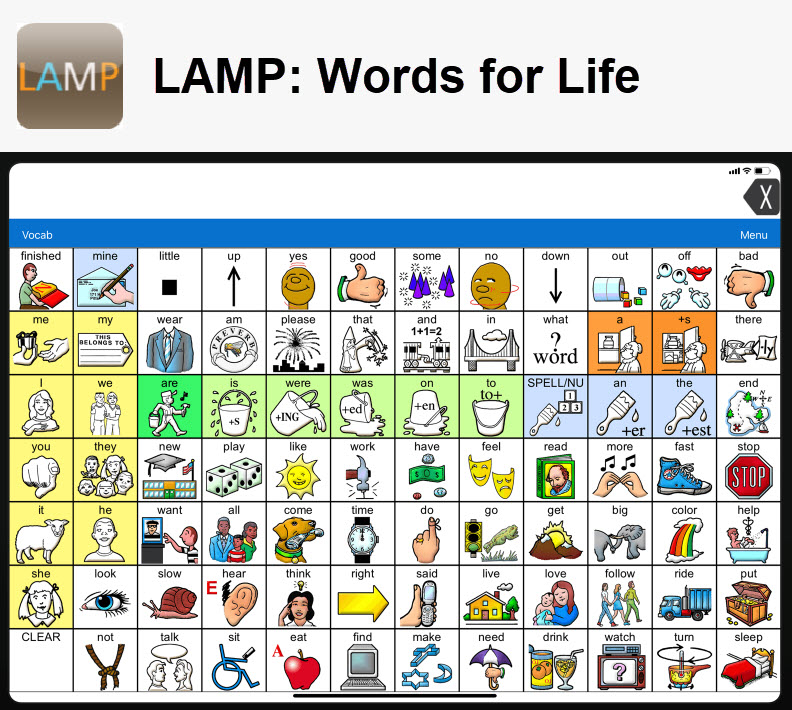 LAMP
LAMP: Words for Life
X
Vocab Menu
finished mine little up yes good some no down out off bad
me my wear am please that and in what a +s there
THIS BELONGS TO: PREVERB 1+1=2 ? word
I we are is were was on to SPELL/NU an the end
+s +ING +ed +en to+ 1 2 3 +er +est N W E S
you they new play like work have feel read more fast stop
STOP
it he want all come time do go get big color help
she look slow hear think right said live love follow ride put
E
CLEAR not talk sit eat find make need drink watch turn sleep
A ?